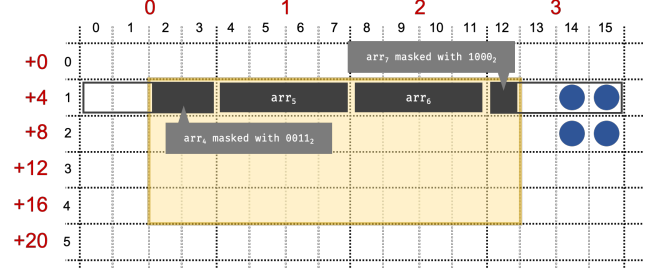 0 1 2 3
0 1 2 3 4 5 6 7 8 9 10 11 12 13 14 15
+0 0
arr₇ masked with 1000₂
+4 1
arr₅ arr₆
+8 2
arr₄ masked with 0011₂
+12 3
+16 4
+20 5